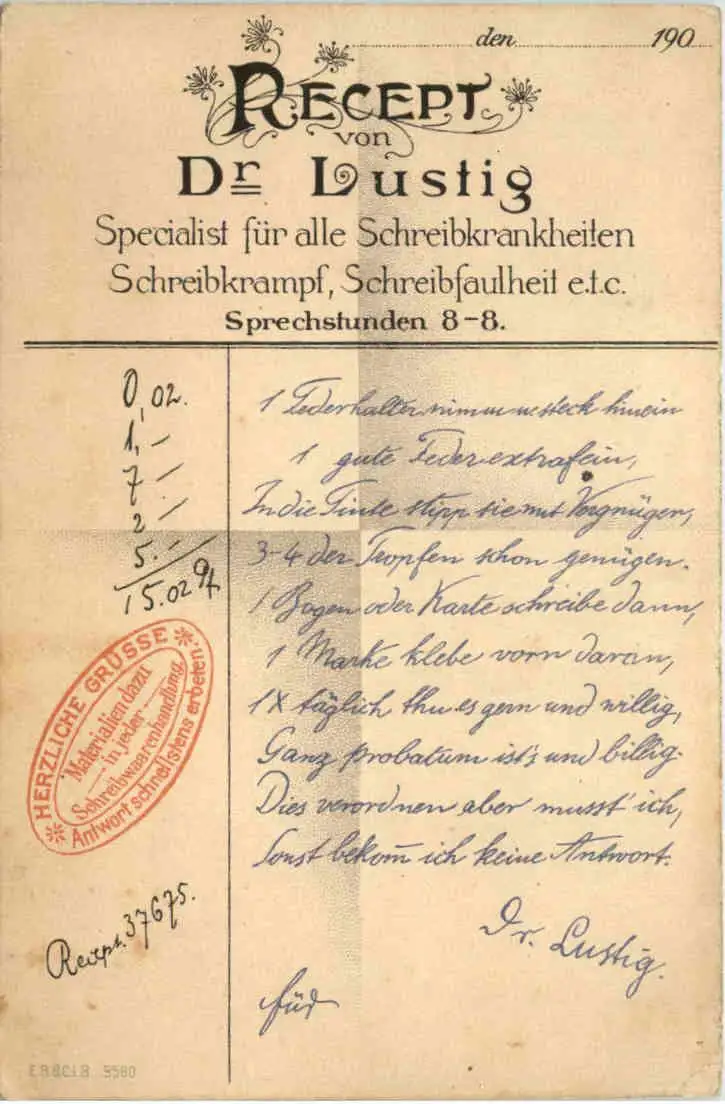 den 190
RECEPT
von
Dr Lustig
Specialist für alle Schreibkrankheiten
Schreibkrampf, Schreibfaulheit e.t.c.
Sprechstunden 8-8.
0,02.
1,-
7-
2-
5.-
15.02 ₰
1 Federhalter nimm u. steck hinein
1 gute Feder extrafein,
In die Tinte stipp sie mit Vergnügen,
3-4 der Tropfen schon genügen.
1 Bogen oder Karte schreibe dann,
1 Marke klebe vorn daran,
1X täglich thu es gern und willig,
Ganz probatum ist's und billig.
Dies verordnen aber musst' ich,
Sonst bekom̄ ich keine Antwort.
Dr. Lustig.
für
HERZLICHE GRÜSSE
Materialien dazu
in jeder
Schreibwaarenhandlung.
Antwort schnellstens erbeten.
Recept. 37675.
E.B.&C.i.B. 5580